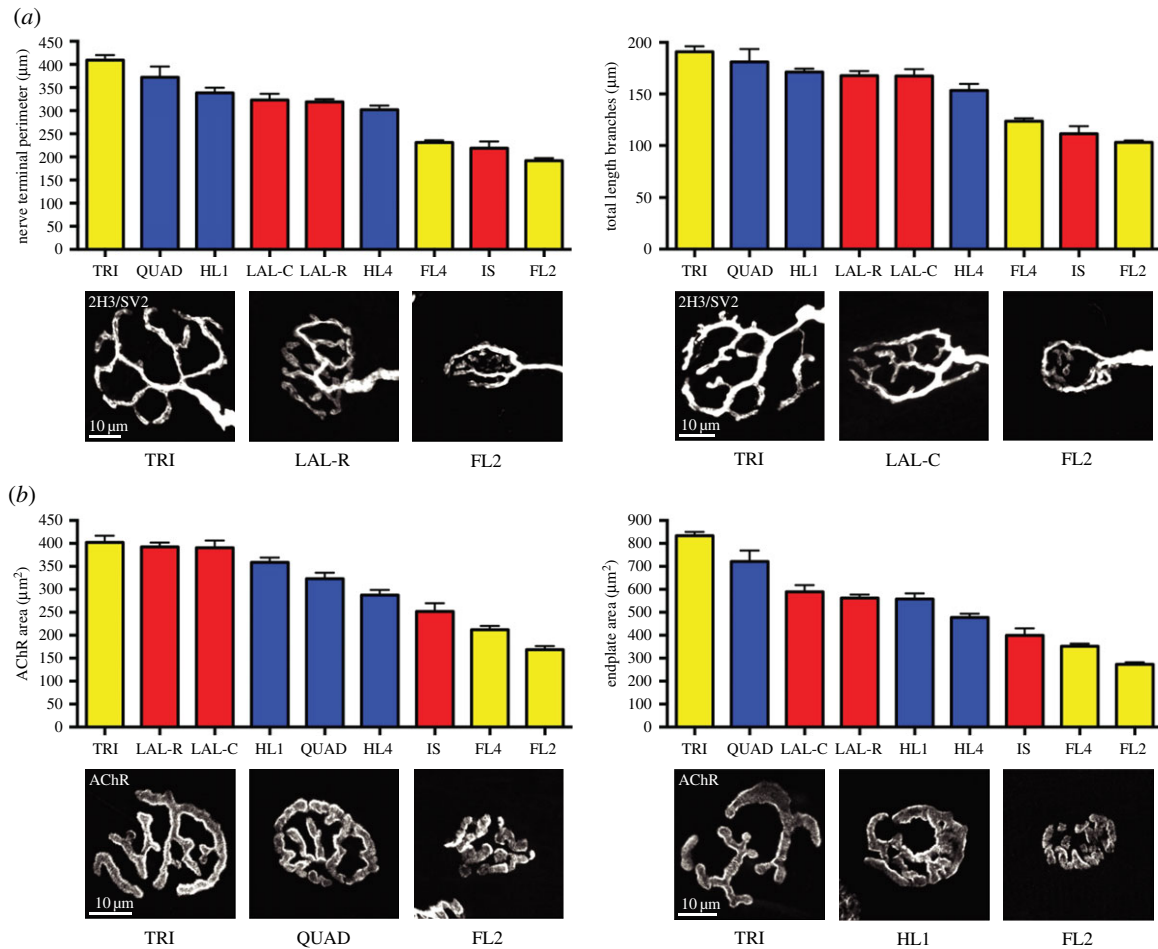 (a)
nerve terminal perimeter (µm)
450
400
350
300
250
200
150
100
50
0
TRI QUAD HL1 LAL-C LAL-R HL4 FL4 IS FL2
2H3/SV2
10 µm
TRI LAL-R FL2
total length branches (µm)
200
150
100
50
0
TRI QUAD HL1 LAL-R LAL-C HL4 FL4 IS FL2
2H3/SV2
10 µm
TRI LAL-C FL2
(b)
AChR area (µm²)
450
400
350
300
250
200
150
100
50
0
TRI LAL-R LAL-C HL1 QUAD HL4 IS FL4 FL2
AChR
10 µm
TRI QUAD FL2
endplate area (µm²)
900
800
700
600
500
400
300
200
100
0
TRI QUAD LAL-C LAL-R HL1 HL4 IS FL4 FL2
AChR
10 µm
TRI HL1 FL2